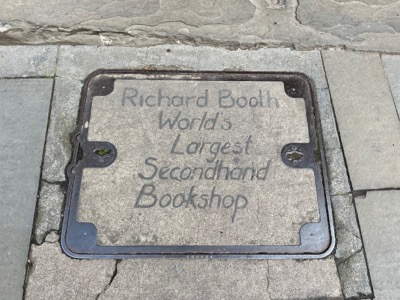 Richard Booth
World's
Largest
Secondhand
Bookshop